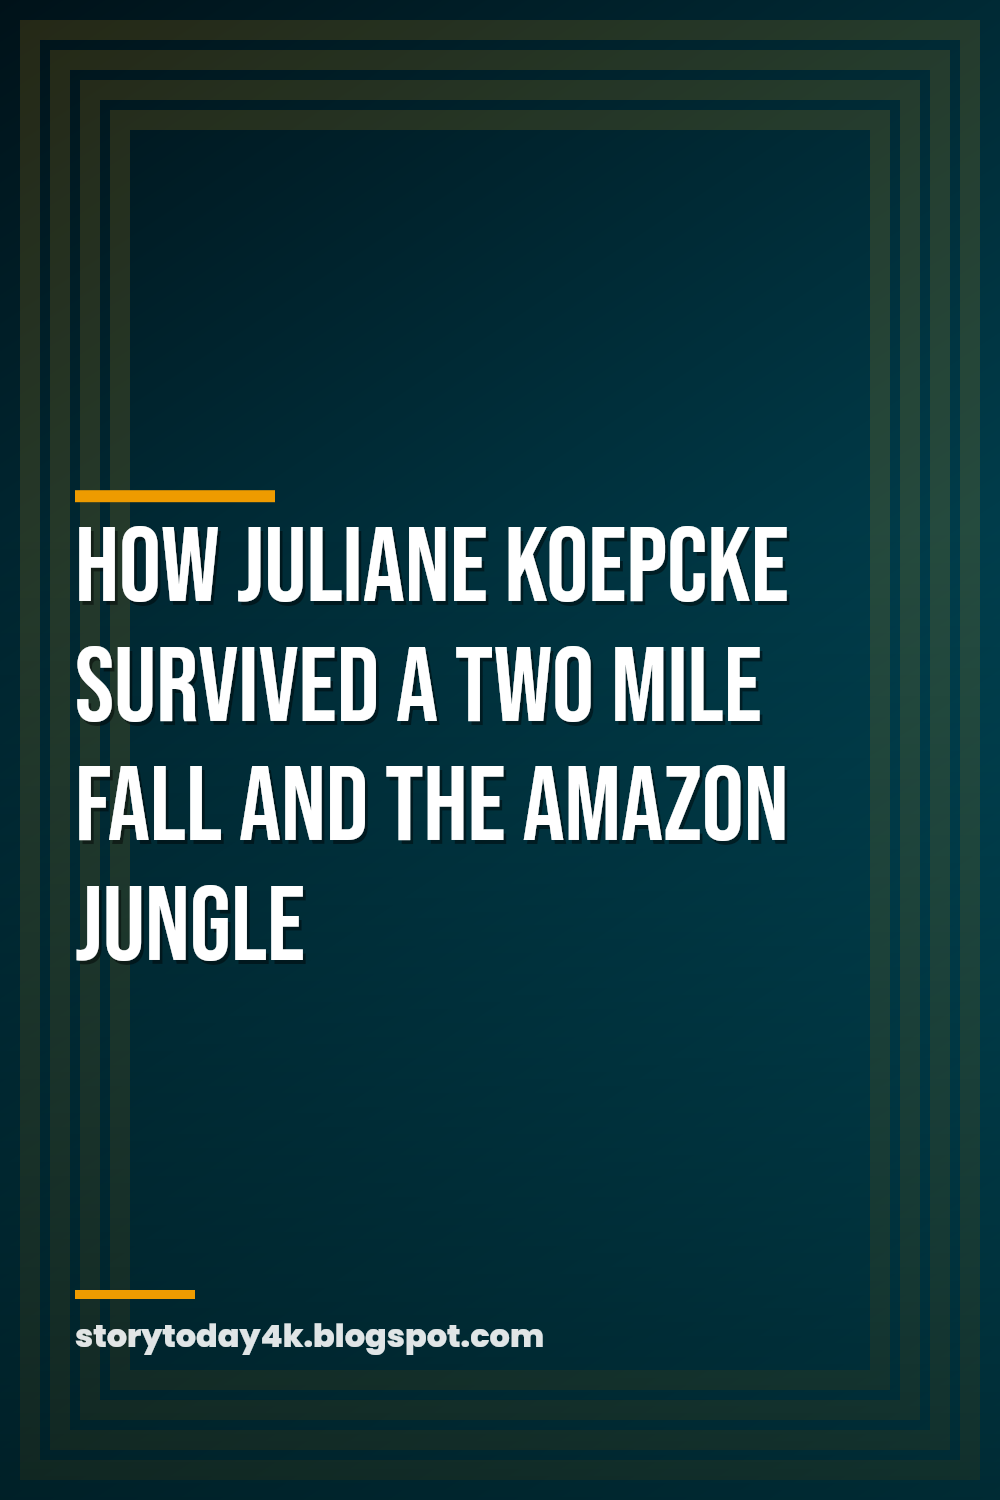 HOW JULIANE KOEPCKE
SURVIVED A TWO MILE
FALL AND THE AMAZON
JUNGLE
storytoday4k.blogspot.com